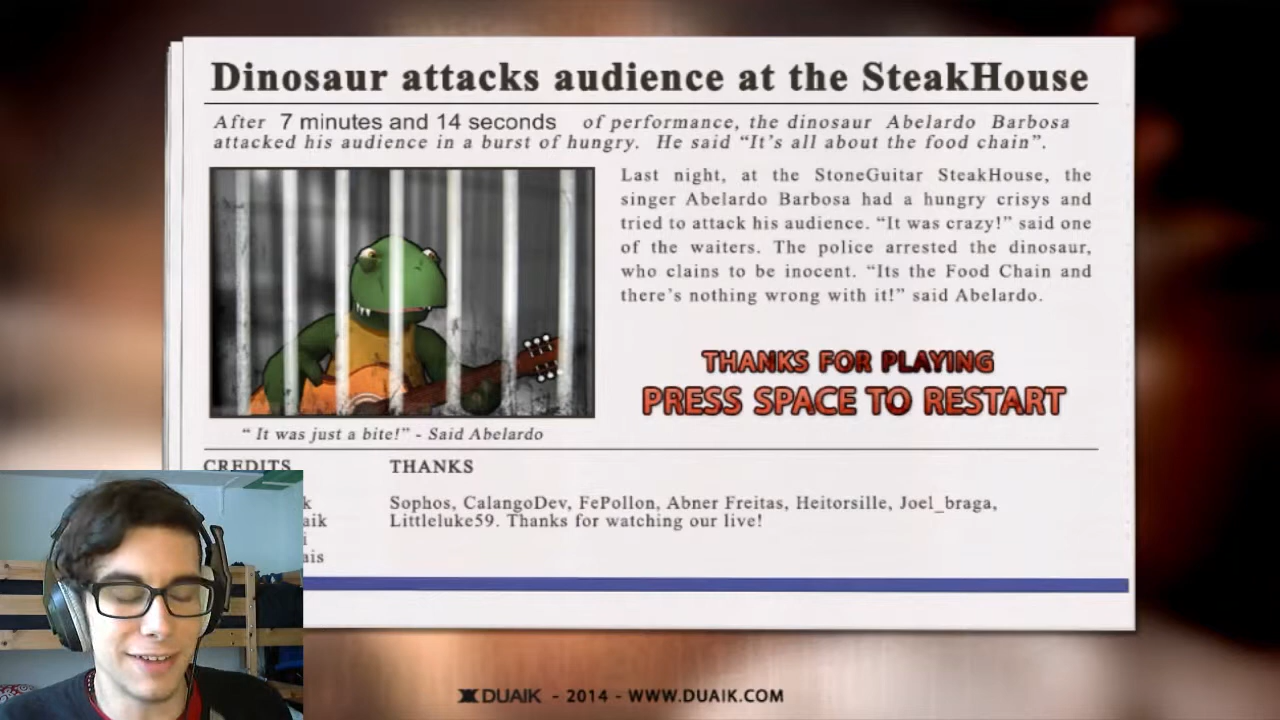 Dinosaur attacks audience at the SteakHouse
After 7 minutes and 14 seconds of performance, the dinosaur Abelardo Barbosa
attacked his audience in a burst of hungry. He said “It's all about the food chain”.
Last night, at the StoneGuitar SteakHouse, the
singer Abelardo Barbosa had a hungry crisys and
tried to attack his audience. “It was crazy!” said one
of the waiters. The police arrested the dinosaur,
who clains to be inocent. “Its the Food Chain and
there's nothing wrong with it!” said Abelardo.
THANKS FOR PLAYING
PRESS SPACE TO RESTART
“ It was just a bite!” - Said Abelardo
CREDITS
THANKS
Sophos, CalangoDev, FePollon, Abner Freitas, Heitorsille, Joel_braga,
Littleluke59. Thanks for watching our live!
DUAIK - 2014 - WWW.DUAIK.COM